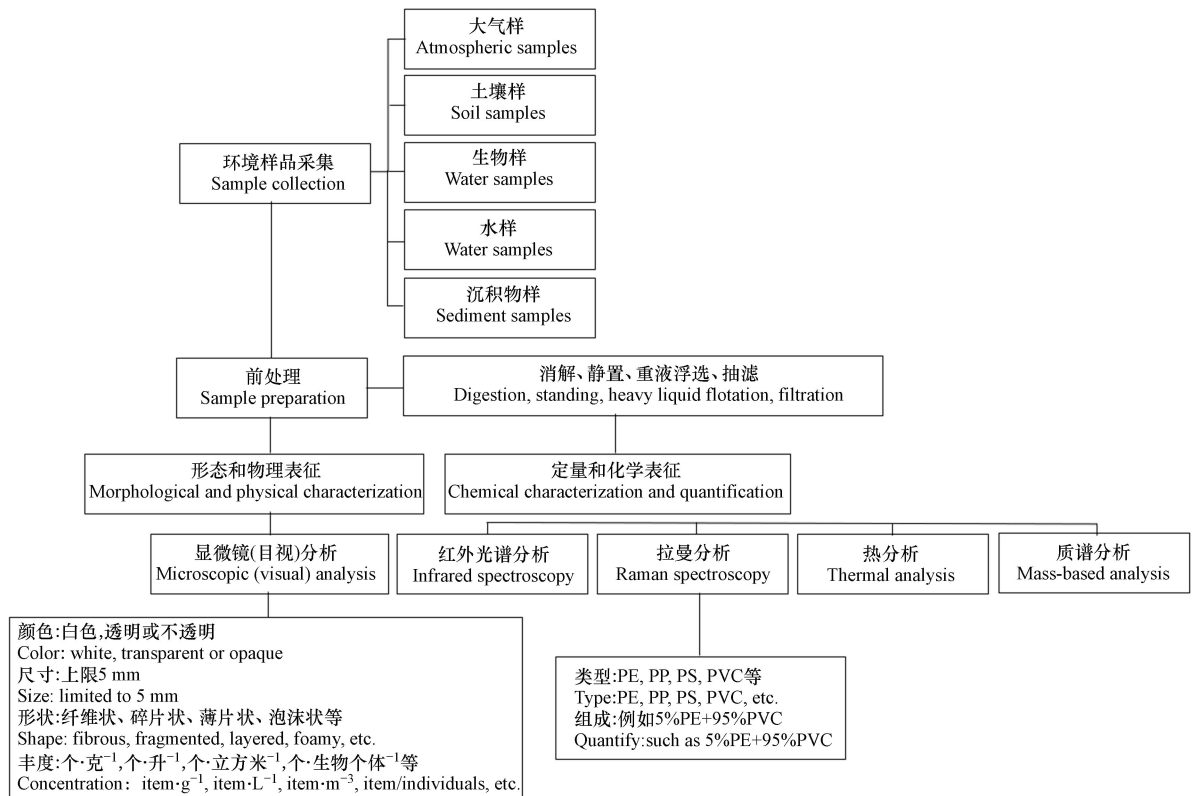 大气样
Atmospheric samples
土壤样
Soil samples
环境样品采集
Sample collection
生物样
Water samples
水样
Water samples
沉积物样
Sediment samples
前处理
Sample preparation
消解、静置、重液浮选、抽滤
Digestion, standing, heavy liquid flotation, filtration
形态和物理表征
Morphological and physical characterization
定量和化学表征
Chemical characterization and quantification
显微镜(目视)分析
Microscopic (visual) analysis
红外光谱分析
Infrared spectroscopy
拉曼分析
Raman spectroscopy
热分析
Thermal analysis
质谱分析
Mass-based analysis
颜色:白色,透明或不透明
Color: white, transparent or opaque
尺寸:上限5 mm
Size: limited to 5 mm
形状:纤维状、碎片状、薄片状、泡沫状等
Shape: fibrous, fragmented, layered, foamy, etc.
丰度:个·克⁻¹,个·升⁻¹,个·立方米⁻¹,个·生物个体⁻¹等
Concentration: item·g⁻¹, item·L⁻¹, item·m⁻³, item/individuals, etc.
类型:PE, PP, PS, PVC等
Type:PE, PP, PS, PVC, etc.
组成:例如5%PE+95%PVC
Quantify:such as 5%PE+95%PVC